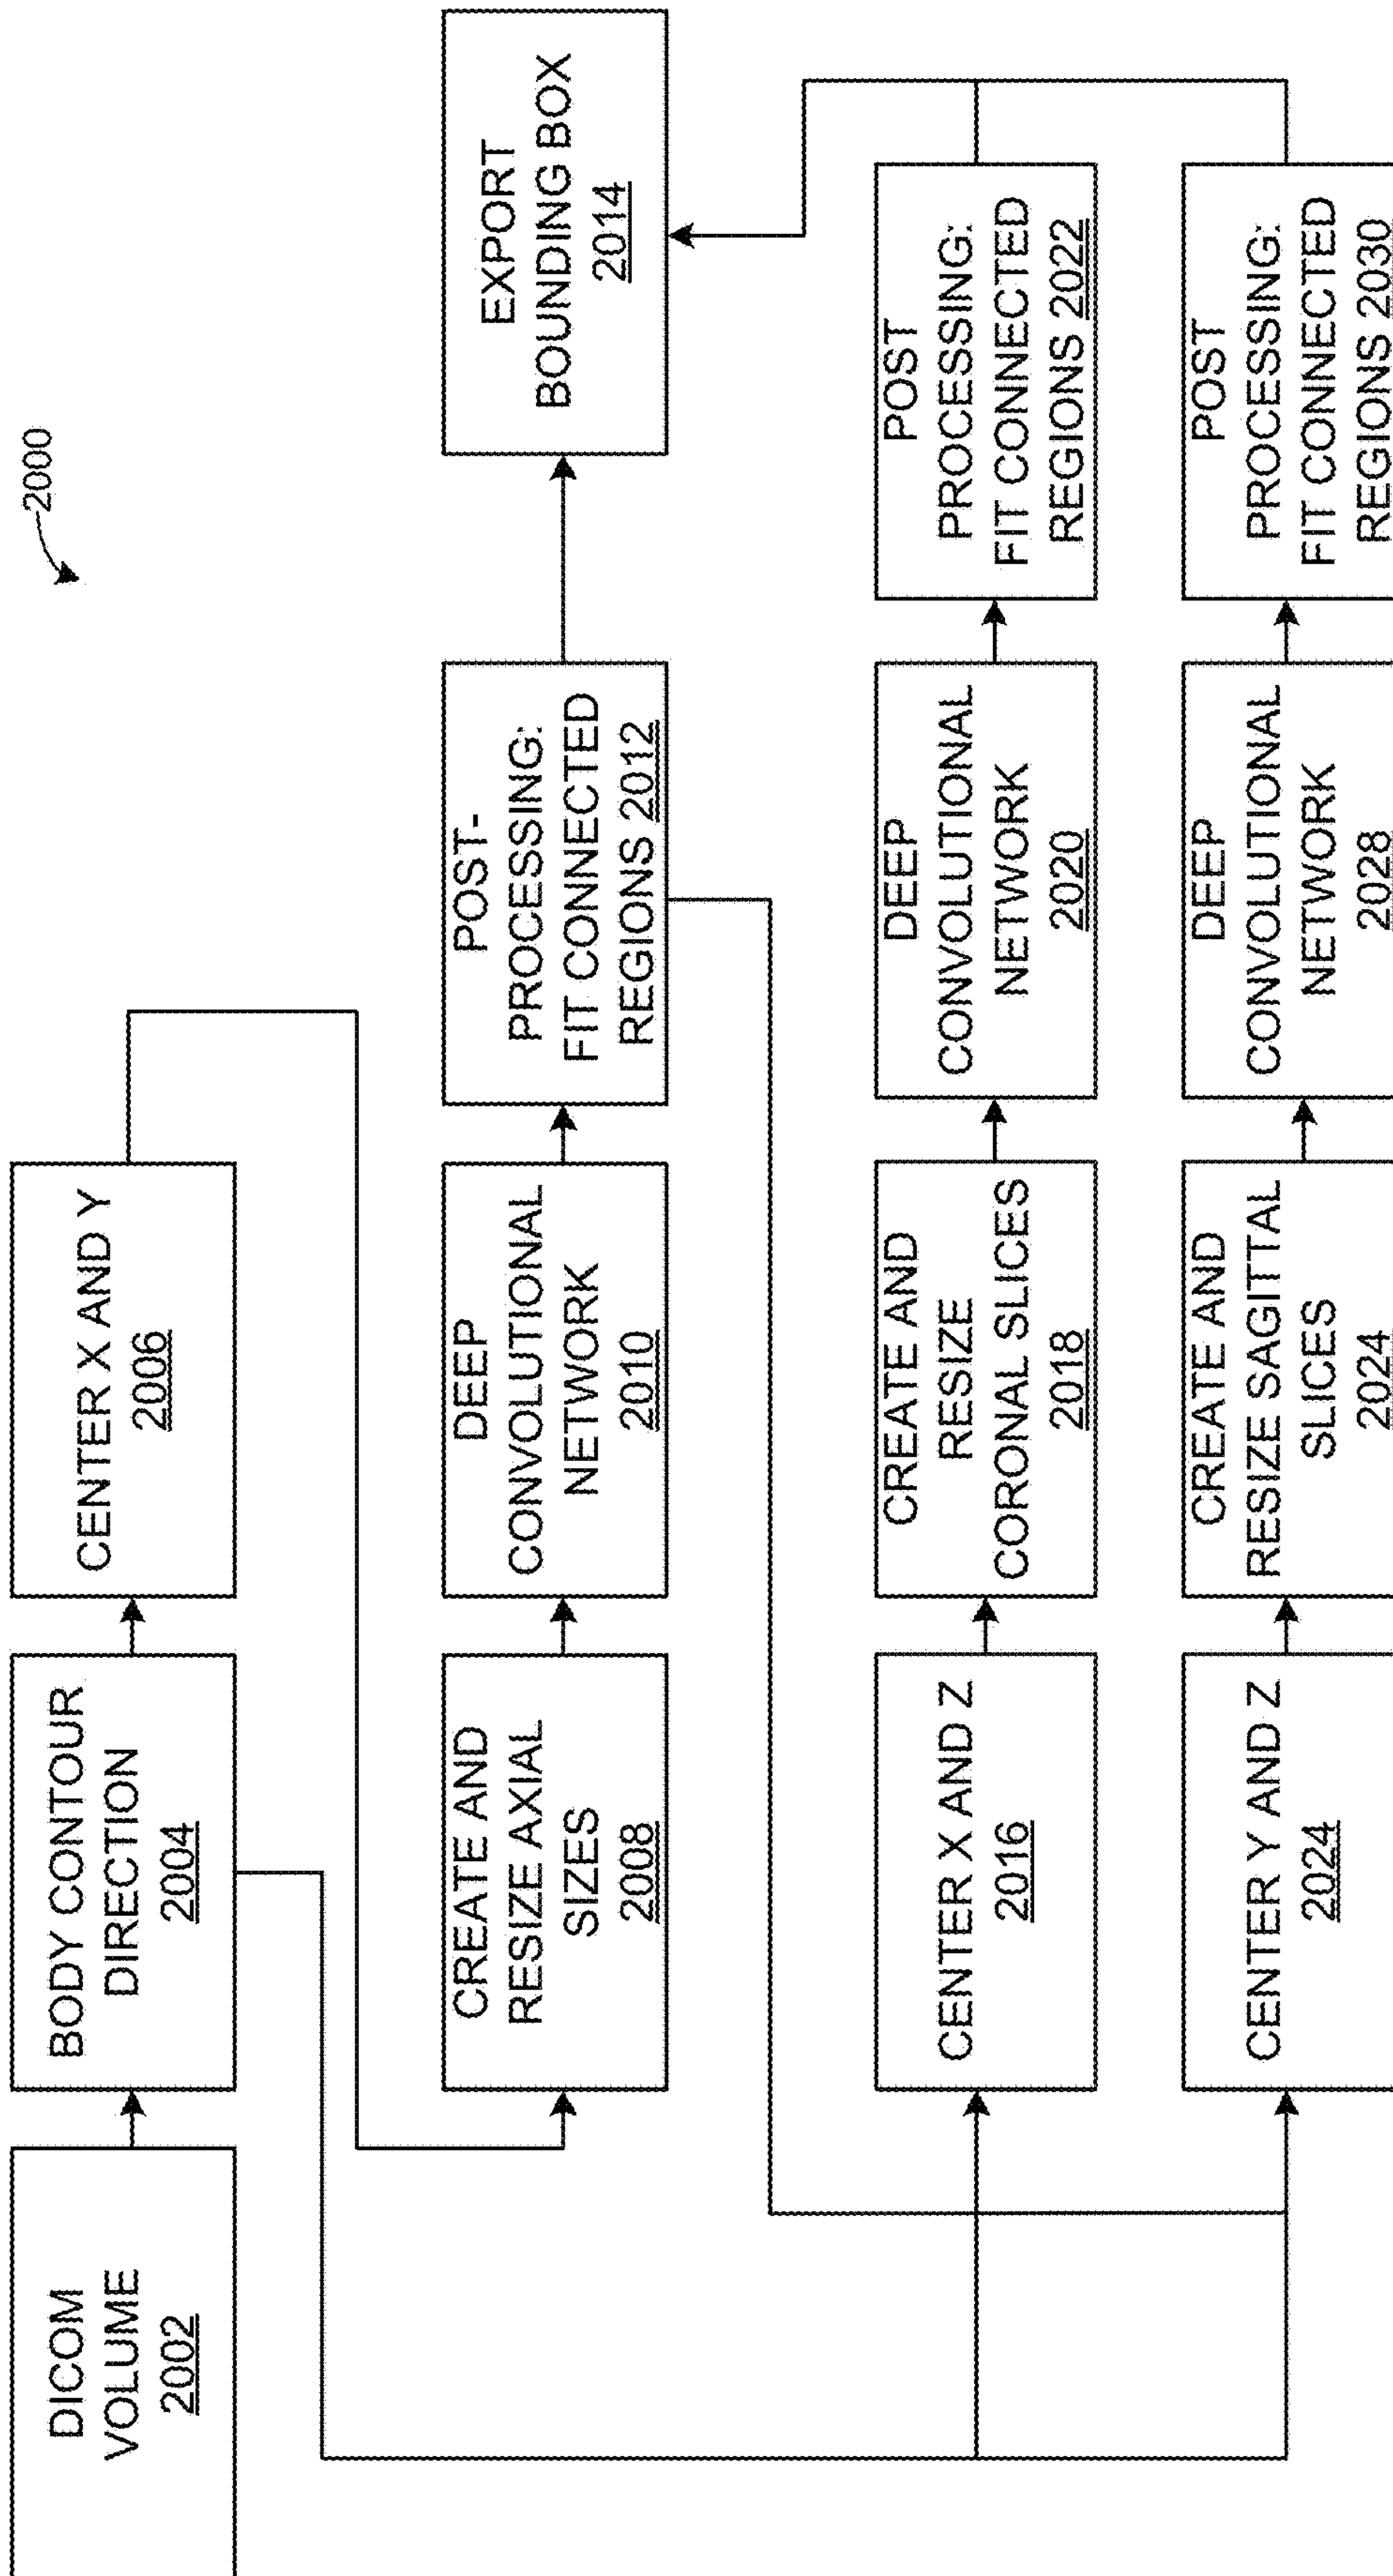 2000
DICOM
VOLUME
2002
BODY CONTOUR
DIRECTION
2004
CENTER X AND Y
2006
CREATE AND
RESIZE AXIAL
SIZES
2008
DEEP
CONVOLUTIONAL
NETWORK
2010
POST-
PROCESSING:
FIT CONNECTED
REGIONS 2012
EXPORT
BOUNDING BOX
2014
CENTER X AND Z
2016
CREATE AND
RESIZE
CORONAL SLICES
2018
DEEP
CONVOLUTIONAL
NETWORK
2020
POST
PROCESSING:
FIT CONNECTED
REGIONS 2022
CENTER Y AND Z
2024
CREATE AND
RESIZE SAGITTAL
SLICES
2024
DEEP
CONVOLUTIONAL
NETWORK
2028
POST
PROCESSING:
FIT CONNECTED
REGIONS 2030